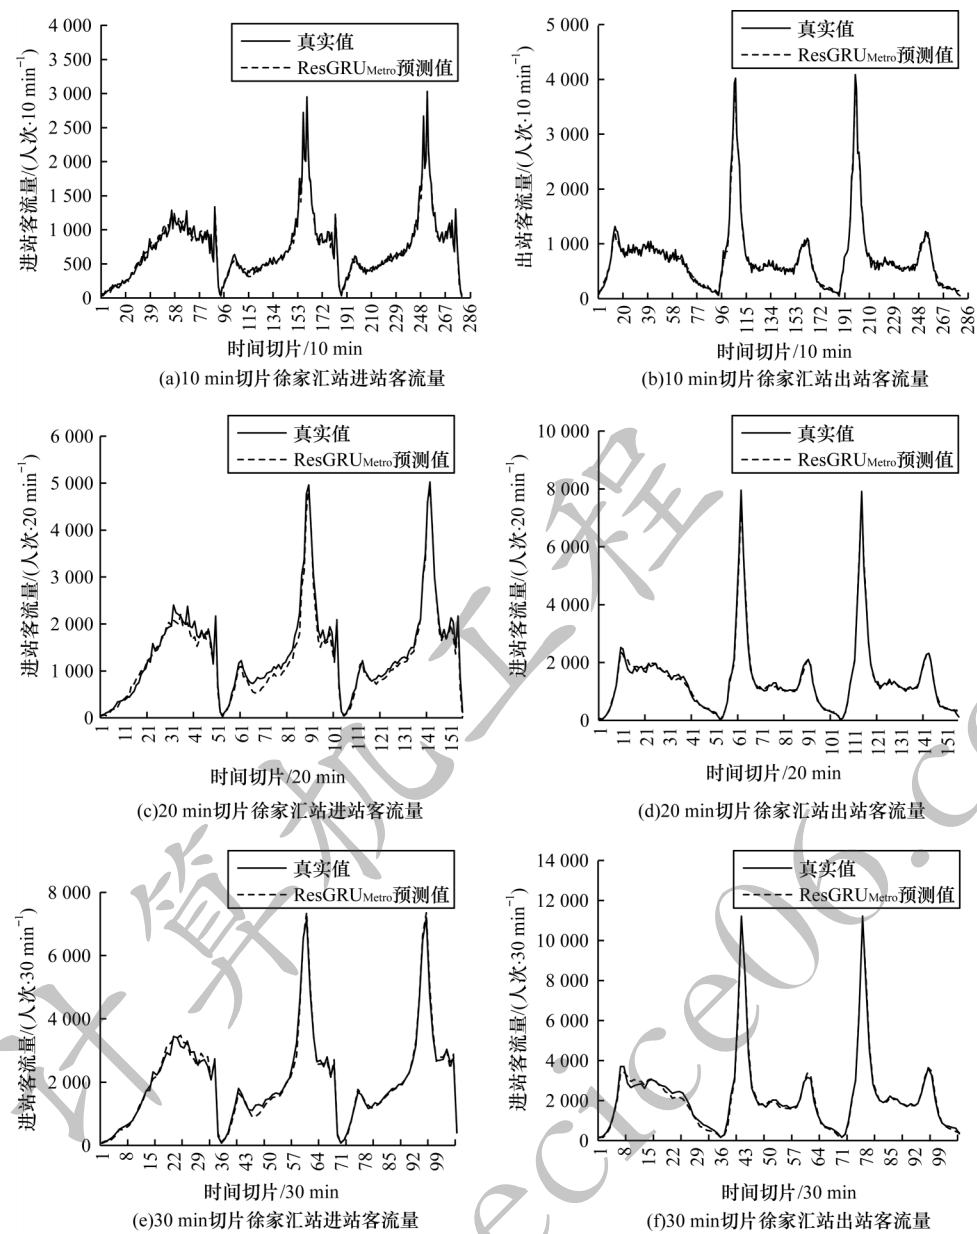 4 000
3 500
3 000
2 500
2 000
1 500
1 000
500
0
进站客流量/(人次·10 min⁻¹)
真实值
ResGRUMetro预测值
1 20 39 58 77 96 115 134 153 172 191 210 229 248 267 286
时间切片/10 min
(a)10 min切片徐家汇站进站客流量
5 000
4 000
3 000
2 000
1 000
0
出站客流量/(人次·10 min⁻¹)
真实值
ResGRUMetro预测值
1 20 39 58 77 96 115 134 153 172 191 210 229 248 267 286
时间切片/10 min
(b)10 min切片徐家汇站出站客流量
6 000
5 000
4 000
3 000
2 000
1 000
0
进站客流量/(人次·20 min⁻¹)
真实值
ResGRUMetro预测值
1 11 21 31 41 51 61 71 81 91 101 111 121 131 141 151
时间切片/20 min
(c)20 min切片徐家汇站进站客流量
10 000
8 000
6 000
4 000
2 000
0
进站客流量/(人次·20 min⁻¹)
真实值
ResGRUMetro预测值
1 11 21 31 41 51 61 71 81 91 101 111 121 131 141 151
时间切片/20 min
(d)20 min切片徐家汇站出站客流量
8 000
6 000
4 000
2 000
0
进站客流量/(人次·30 min⁻¹)
真实值
ResGRUMetro预测值
1 8 15 22 29 36 43 50 57 64 71 78 85 92 99
时间切片/30 min
(e)30 min切片徐家汇站进站客流量
14 000
12 000
10 000
8 000
6 000
4 000
2 000
0
进站客流量/(人次·30 min⁻¹)
真实值
ResGRUMetro预测值
1 8 15 22 29 36 43 50 57 64 71 78 85 92 99
时间切片/30 min
(f)30 min切片徐家汇站出站客流量
计算机工程
ecice06.co